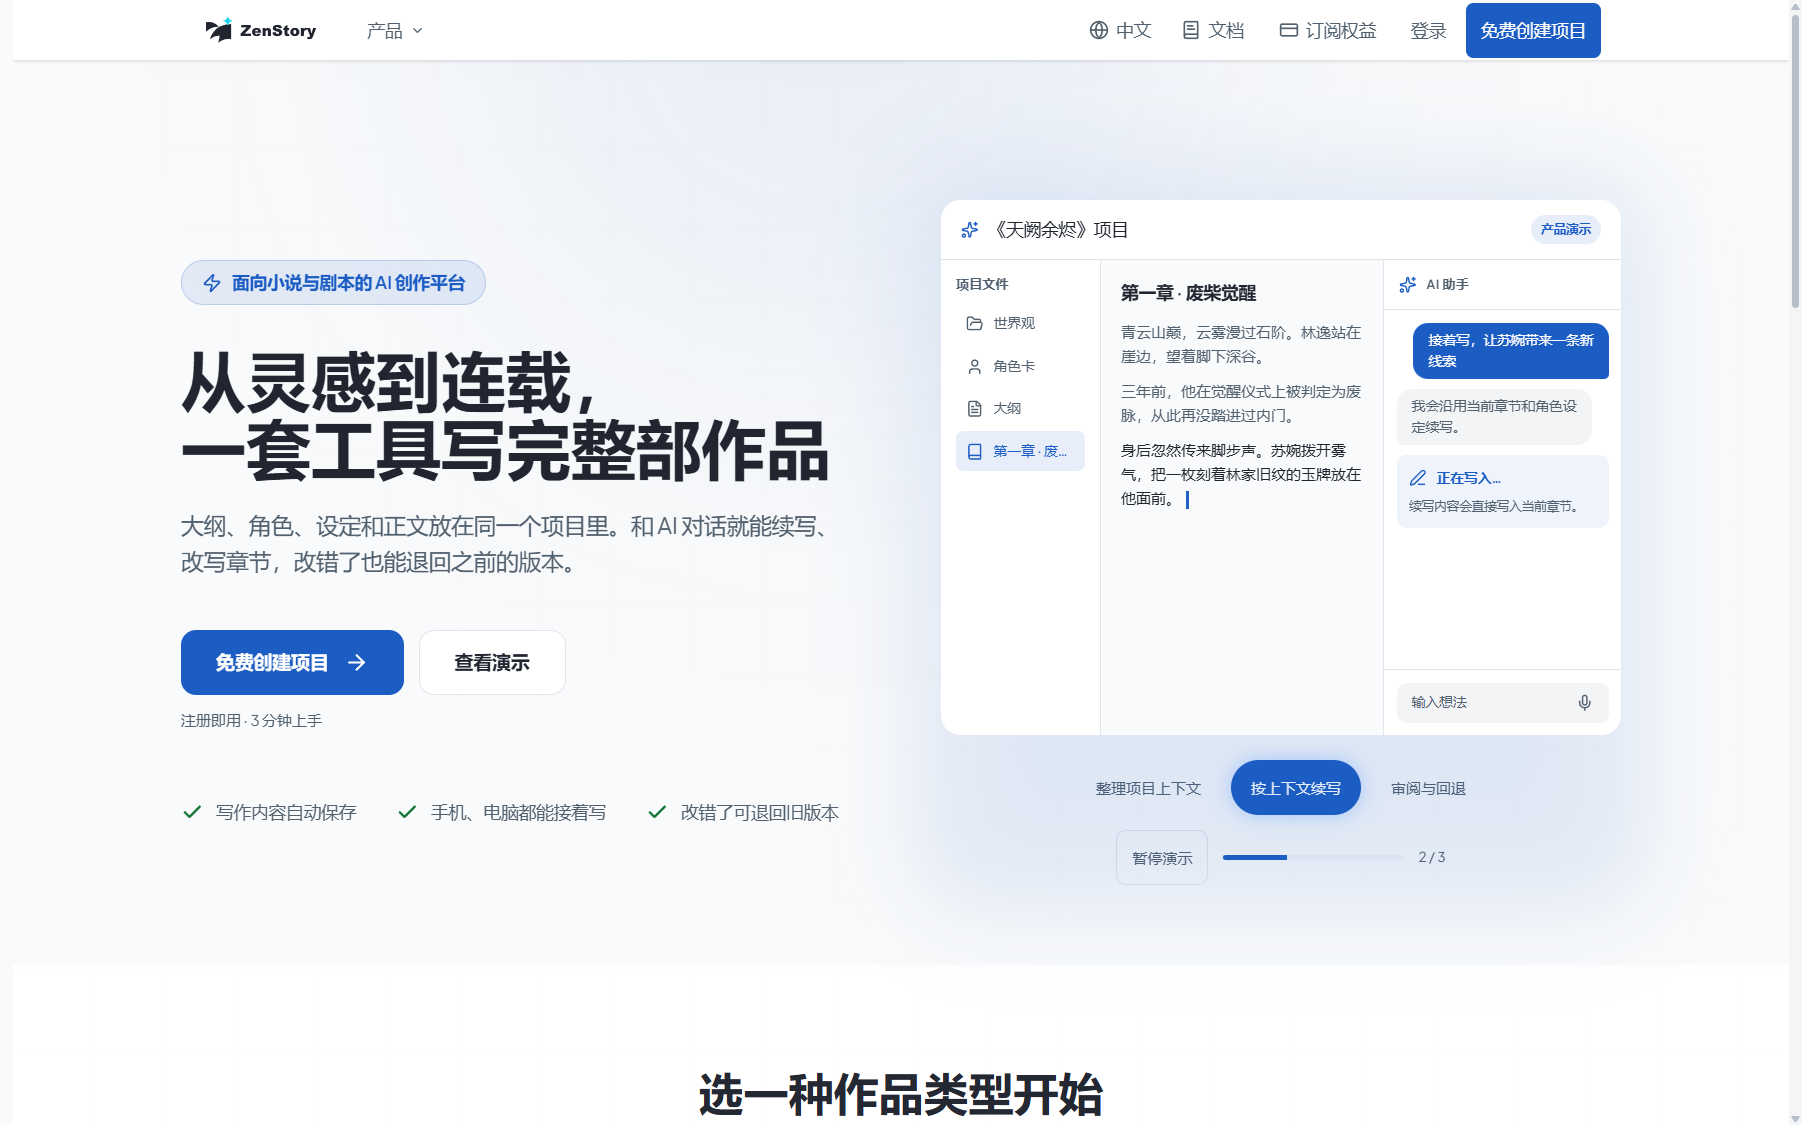 ZenStory
产品
中文
文档
订阅权益
登录
免费创建项目
面向小说与剧本的 AI 创作平台
从灵感到连载，
一套工具写完整部作品
大纲、角色、设定和正文放在同一个项目里。和 AI 对话就能续写、
改写章节，改错了也能退回之前的版本。
免费创建项目
查看演示
注册即用 · 3 分钟上手
写作内容自动保存
手机、电脑都能接着写
改错了可退回旧版本
《天阙余烬》项目
产品演示
项目文件
世界观
角色卡
大纲
第一章 · 废...
第一章 · 废柴觉醒
青云山巅，云雾漫过石阶。林逸站在
崖边，望着脚下深谷。
三年前，他在觉醒仪式上被判定为废
脉，从此再没踏进过内门。
身后忽然传来脚步声。苏婉拨开雾
气，把一枚刻着林家旧纹的玉牌放在
他面前。
AI 助手
接着写，让苏婉带来一条新
线索
我会沿用当前章节和角色设
定续写。
正在写入...
续写内容会直接写入当前章节。
输入想法
整理项目上下文
按上下文续写
审阅与回退
暂停演示
2 / 3
选一种作品类型开始